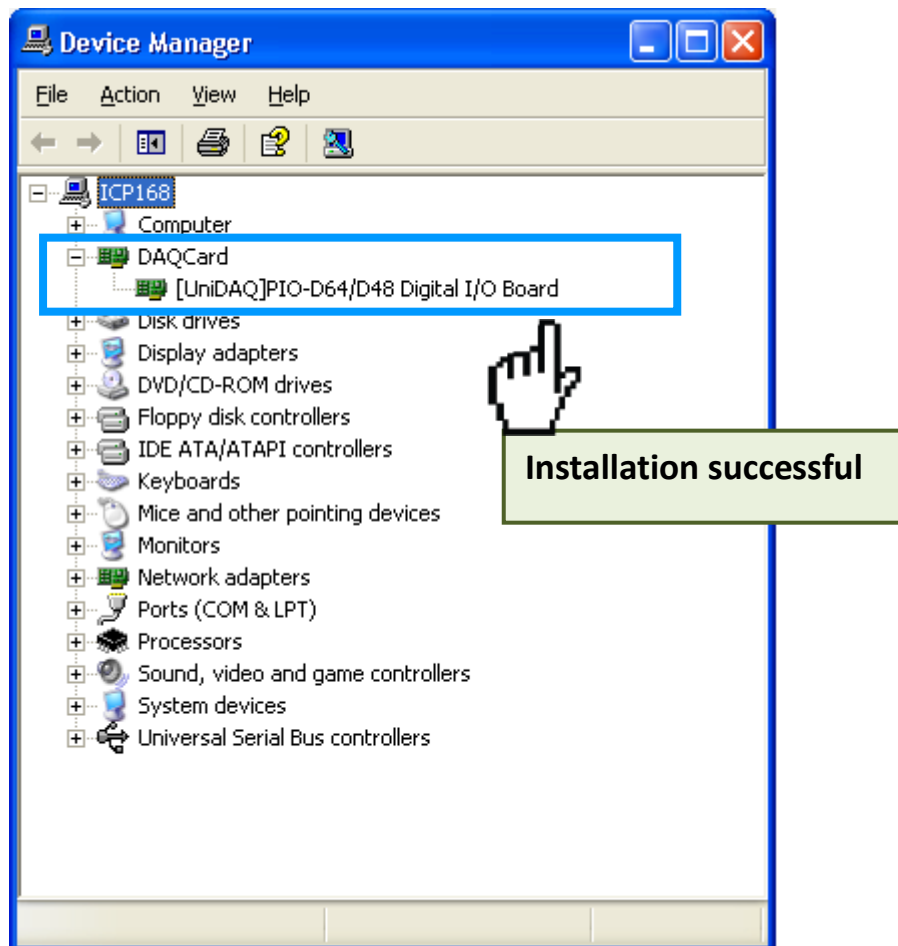 Device Manager
File Action View Help
ICP168
Computer
DAQCard
[UniDAQ]PIO-D64/D48 Digital I/O Board
Disk drives
Display adapters
DVD/CD-ROM drives
Floppy disk controllers
IDE ATA/ATAPI controllers
Installation successful
Keyboards
Mice and other pointing devices
Monitors
Network adapters
Ports (COM & LPT)
Processors
Sound, video and game controllers
System devices
Universal Serial Bus controllers